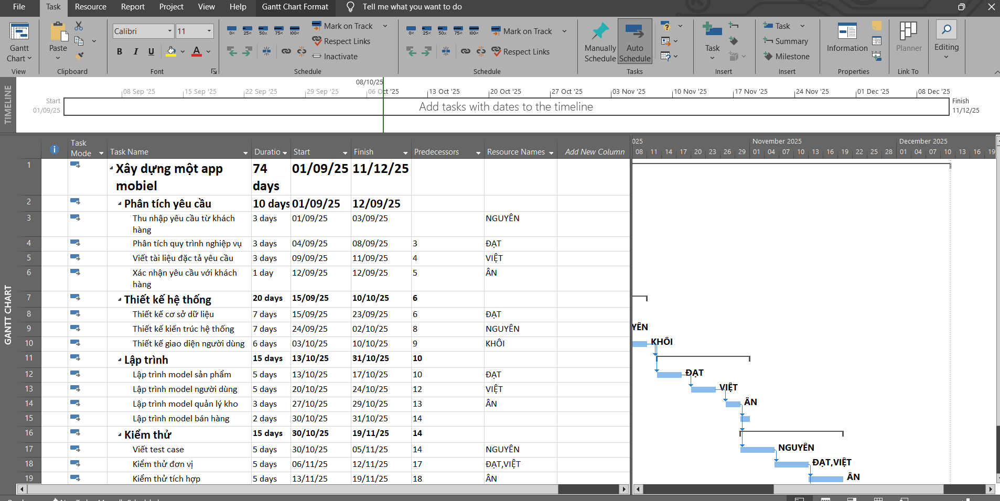 File Task Resource Report Project View Help Gantt Chart Format Tell me what you want to do
Gantt Chart
View
Paste
Clipboard
Calibri 11
B I U A
Font
0% 25% 50% 75% 100%
Mark on Track
Respect Links
Inactivate
Schedule
0% 25% 50% 75% 100%
Mark on Track
Respect Links
Schedule
Manually Schedule
Auto Schedule
Tasks
Task
Insert
Task
Summary
Milestone
Insert
Information
Properties
Planner
Link To
Editing
TIMELINE
08/10/25
08 Sep '25 15 Sep '25 22 Sep '25 29 Sep '25 06 Oct '25 13 Oct '25 20 Oct '25 27 Oct '25 03 Nov '25 10 Nov '25 17 Nov '25 24 Nov '25 01 Dec '25 08 Dec '25
Start
01/09/25
Add tasks with dates to the timeline
Finish
11/12/25
GANTT CHART
Task Mode Task Name Duratio Start Finish Predecessors Resource Names Add New Column
025 November 2025 December 2025
08 11 14 17 20 23 26 29 01 04 07 10 13 16 19 22 25 28 01 04 07 10 13 16 19
1 Xây dựng một app mobiel 74 days 01/09/25 11/12/25
2 Phân tích yêu cầu 10 days 01/09/25 12/09/25
3 Thu nhập yêu cầu từ khách hàng 3 days 01/09/25 03/09/25 NGUYÊN
4 Phân tích quy trình nghiệp vụ 3 days 04/09/25 08/09/25 3 ĐẠT
5 Viết tài liệu đặc tả yêu cầu 3 days 09/09/25 11/09/25 4 VIỆT
6 Xác nhận yêu cầu với khách hàng 1 day 12/09/25 12/09/25 5 ÂN
7 Thiết kế hệ thống 20 days 15/09/25 10/10/25 6
8 Thiết kế cơ sở dữ liệu 7 days 15/09/25 23/09/25 6 ĐẠT
9 Thiết kế kiến trúc hệ thống 7 days 24/09/25 02/10/25 8 NGUYÊN YÊN
10 Thiết kế giao diện người dùng 6 days 03/10/25 10/10/25 9 KHÔI KHÔI
11 Lập trình 15 days 13/10/25 31/10/25 10
12 Lập trình model sản phẩm 5 days 13/10/25 17/10/25 10 ĐẠT ĐẠT
13 Lập trình model người dùng 5 days 20/10/25 24/10/25 12 VIỆT VIỆT
14 Lập trình model quản lý kho 3 days 27/10/25 29/10/25 13 ÂN ÂN
15 Lập trình model bán hàng 2 days 30/10/25 31/10/25 14
16 Kiểm thử 15 days 30/10/25 19/11/25 14
17 Viết test case 5 days 30/10/25 05/11/25 14 NGUYÊN NGUYÊN
18 Kiểm thử đơn vị 5 days 06/11/25 12/11/25 17 ĐẠT,VIỆT ĐẠT,VIỆT
19 Kiểm thử tích hợp 5 days 13/11/25 19/11/25 18 ÂN ÂN